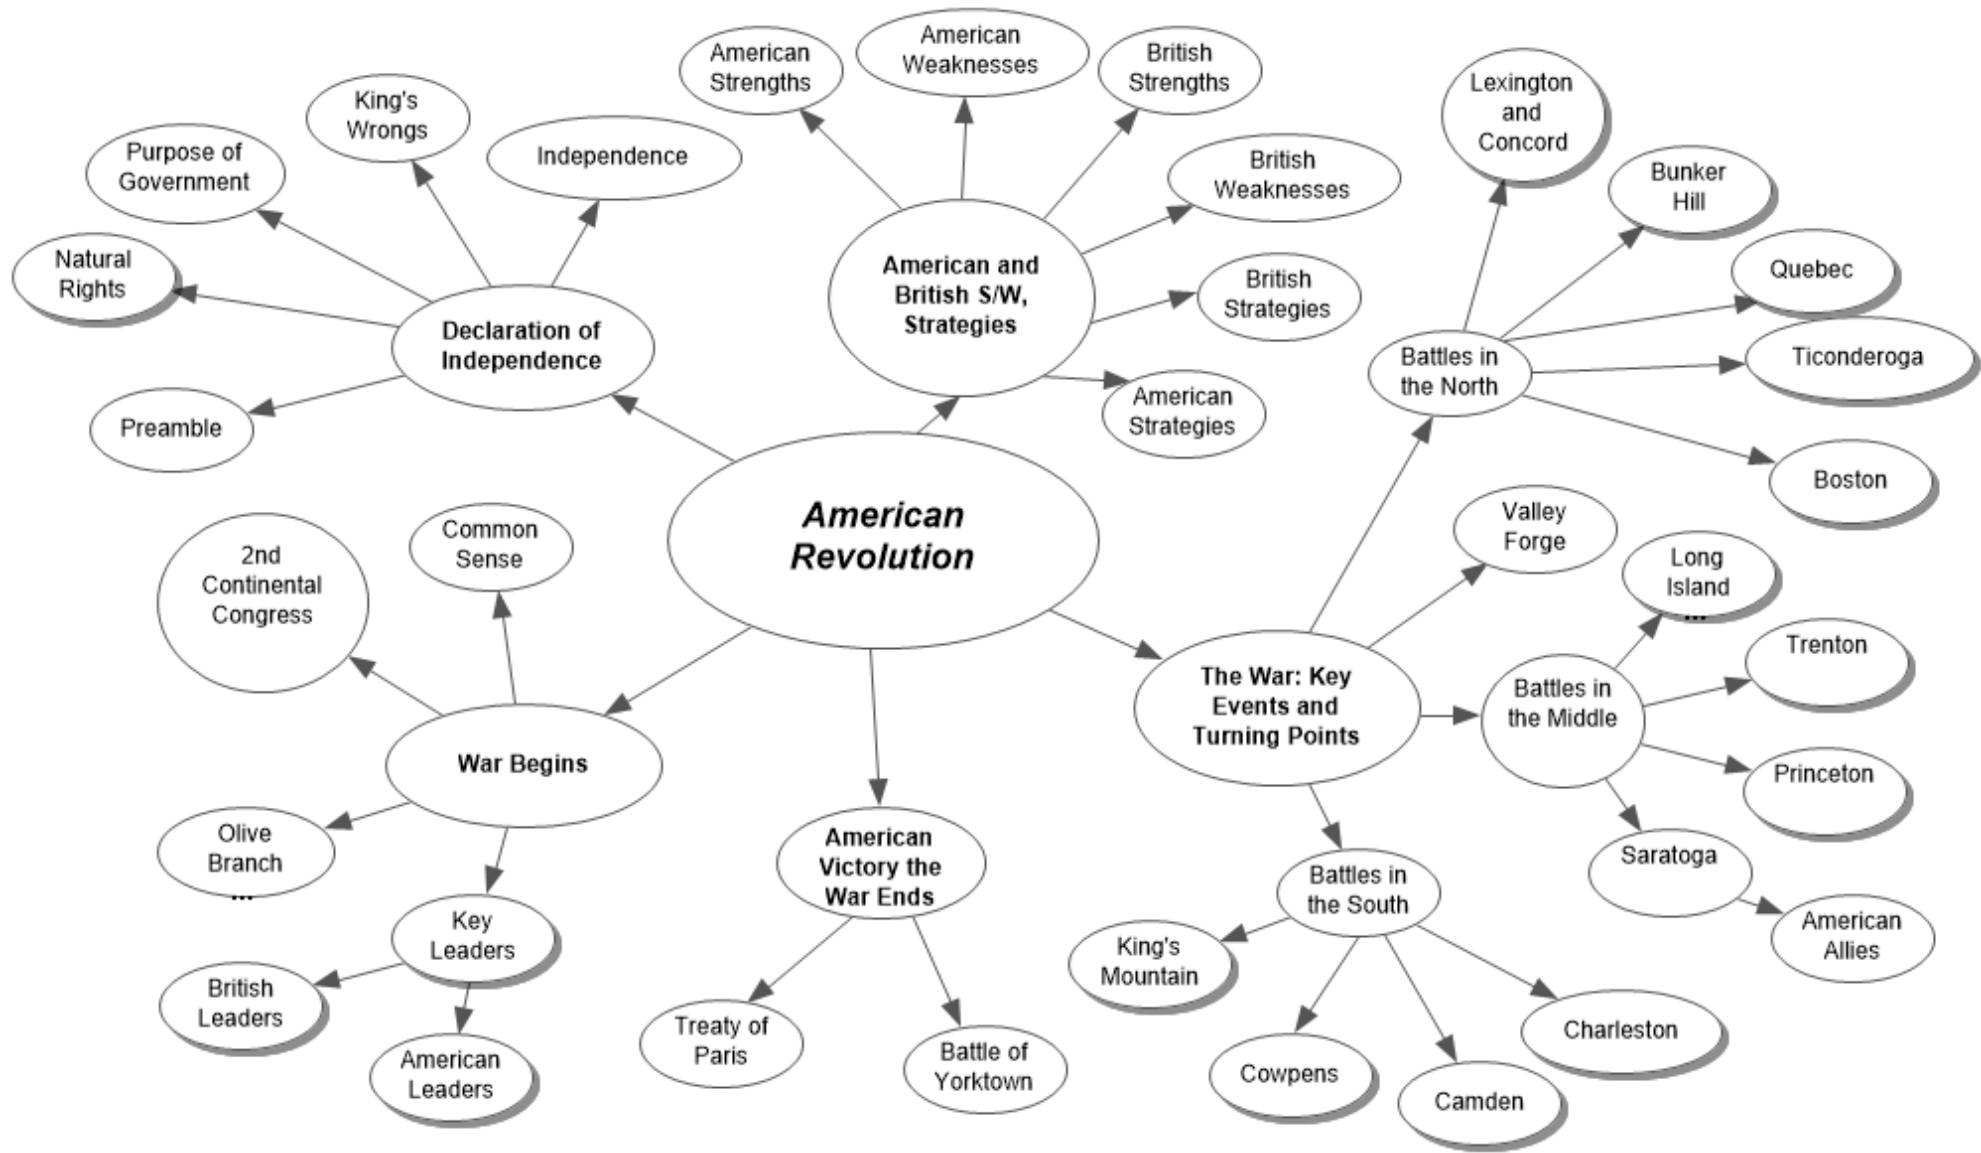 American
Revolution
Declaration of
Independence
Preamble
Natural
Rights
Purpose of
Government
King's
Wrongs
Independence
American and
British S/W,
Strategies
American
Strengths
American
Weaknesses
British
Strengths
British
Weaknesses
British
Strategies
American
Strategies
The War: Key
Events and
Turning Points
Battles in
the North
Lexington
and
Concord
Bunker
Hill
Quebec
Ticonderoga
Boston
Valley
Forge
Battles in
the Middle
Long
Island
...
Trenton
Princeton
Saratoga
American
Allies
Battles in
the South
King's
Mountain
Cowpens
Camden
Charleston
American
Victory the
War Ends
Treaty of
Paris
Battle of
Yorktown
War Begins
2nd
Continental
Congress
Common
Sense
Olive
Branch
...
Key
Leaders
British
Leaders
American
Leaders